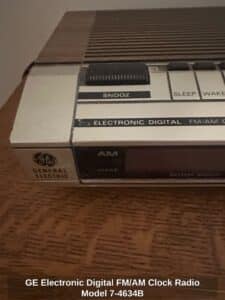 SNOOZ
SLEEP WAKE
ELECTRONIC DIGITAL FM/AM
GE
GENERAL
ELECTRIC
AM
GE Electronic Digital FM/AM Clock Radio
Model 7-4634B